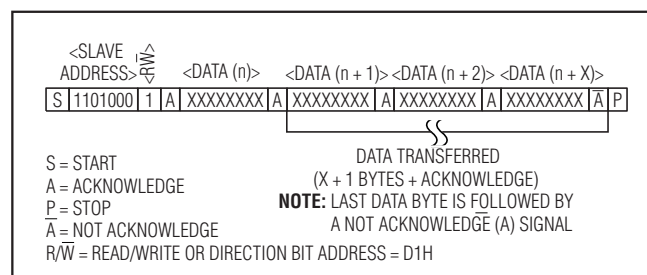 <SLAVE
ADDRESS> <R/W̅> <DATA (n)> <DATA (n + 1)> <DATA (n + 2)> <DATA (n + X)>
S 1101000 1 A XXXXXXXX A XXXXXXXX A XXXXXXXX A XXXXXXXX A̅ P
S = START
A = ACKNOWLEDGE
P = STOP
A̅ = NOT ACKNOWLEDGE
R/W̅ = READ/WRITE OR DIRECTION BIT ADDRESS = D1H
DATA TRANSFERRED
(X + 1 BYTES + ACKNOWLEDGE)
NOTE: LAST DATA BYTE IS FOLLOWED BY
A NOT ACKNOWLEDGE (A̅) SIGNAL